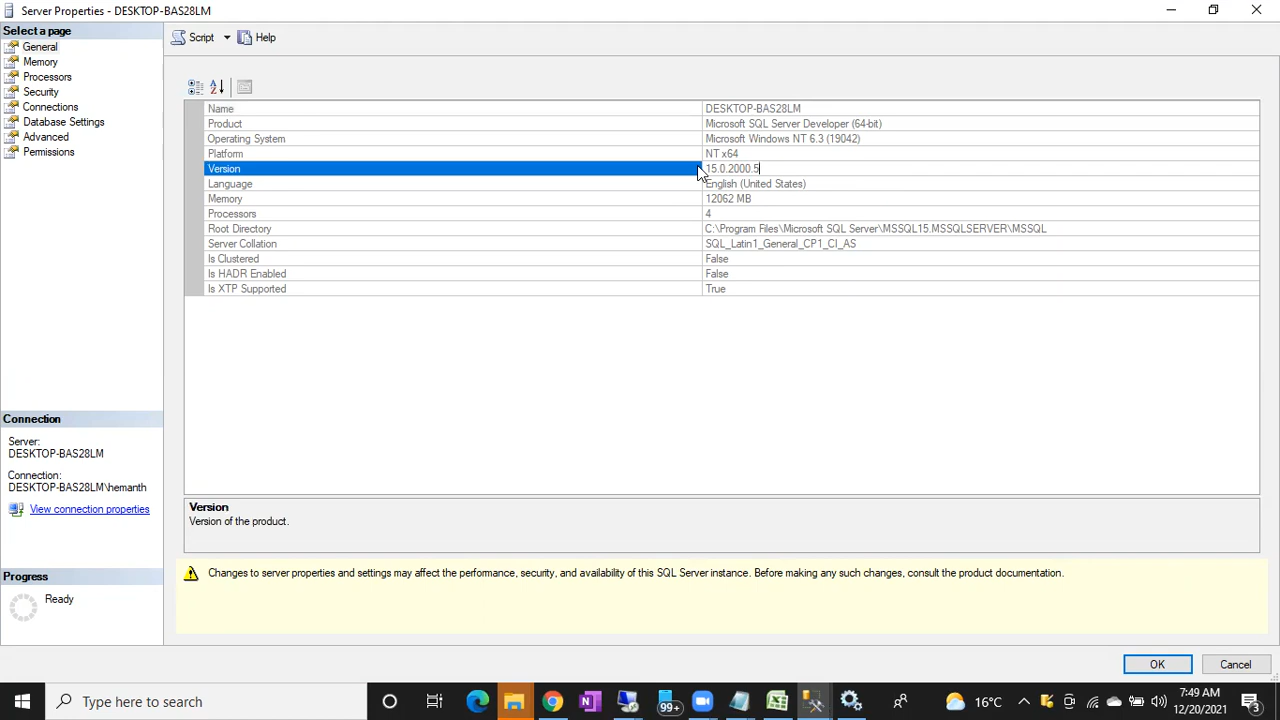 Server Properties - DESKTOP-BAS28LM
Select a page
General
Memory
Processors
Security
Connections
Database Settings
Advanced
Permissions
Script
Help
Name DESKTOP-BAS28LM
Product Microsoft SQL Server Developer (64-bit)
Operating System Microsoft Windows NT 6.3 (19042)
Platform NT x64
Version 15.0.2000.5
Language English (United States)
Memory 12062 MB
Processors 4
Root Directory C:\Program Files\Microsoft SQL Server\MSSQL15.MSSQLSERVER\MSSQL
Server Collation SQL_Latin1_General_CP1_CI_AS
Is Clustered False
Is HADR Enabled False
Is XTP Supported True
Connection
Server:
DESKTOP-BAS28LM
Connection:
DESKTOP-BAS28LM\hemanth
View connection properties
Version
Version of the product.
Progress
Ready
Changes to server properties and settings may affect the performance, security, and availability of this SQL Server instance. Before making any such changes, consult the product documentation.
OK
Cancel
Type here to search
99+
16°C
7:49 AM
12/20/2021
3